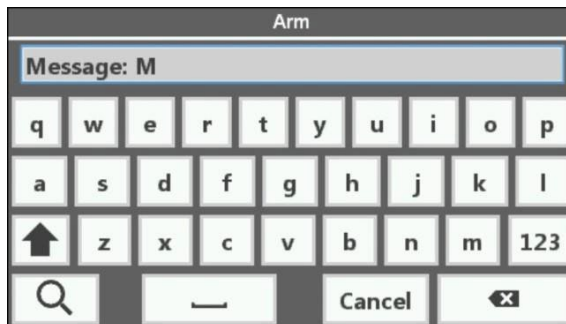 Arm
Message: M
q w e r t y u i o p
a s d f g h j k l
z x c v b n m 123
Cancel